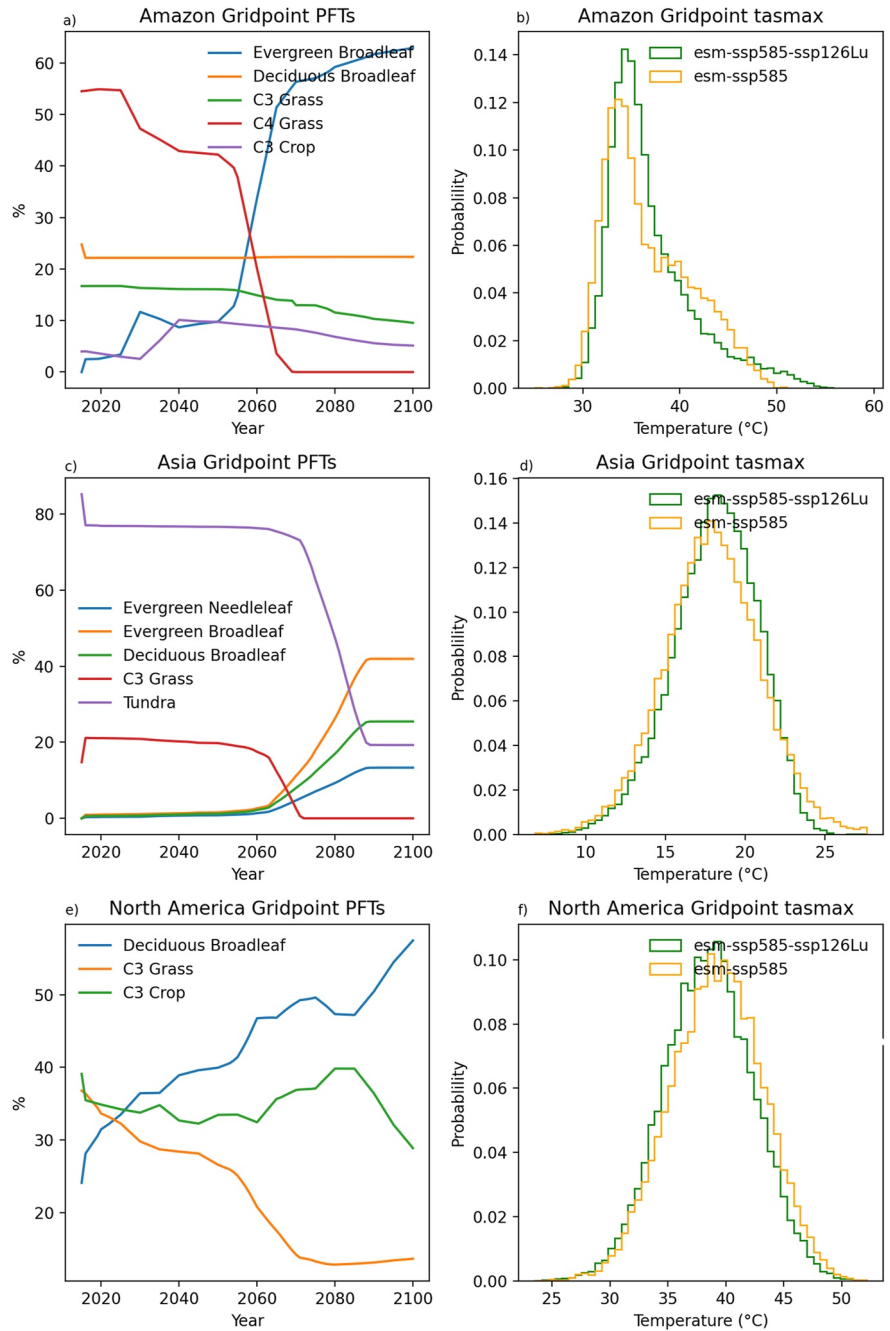 a)
Amazon Gridpoint PFTs
Evergreen Broadleaf
Deciduous Broadleaf
C3 Grass
C4 Grass
C3 Crop
60
50
40
30
20
10
0
%
2020 2040 2060 2080 2100
Year
b)
Amazon Gridpoint tasmax
esm-ssp585-ssp126Lu
esm-ssp585
0.14
0.12
0.10
0.08
0.06
0.04
0.02
0.00
Probablility
30 40 50 60
Temperature (°C)
c)
Asia Gridpoint PFTs
Evergreen Needleleaf
Evergreen Broadleaf
Deciduous Broadleaf
C3 Grass
Tundra
80
60
40
20
0
%
2020 2040 2060 2080 2100
Year
d)
Asia Gridpoint tasmax
esm-ssp585-ssp126Lu
esm-ssp585
0.16
0.14
0.12
0.10
0.08
0.06
0.04
0.02
0.00
Probablility
10 15 20 25
Temperature (°C)
e)
North America Gridpoint PFTs
Deciduous Broadleaf
C3 Grass
C3 Crop
50
40
30
20
%
2020 2040 2060 2080 2100
Year
f)
North America Gridpoint tasmax
esm-ssp585-ssp126Lu
esm-ssp585
0.10
0.08
0.06
0.04
0.02
0.00
Probablility
25 30 35 40 45 50
Temperature (°C)